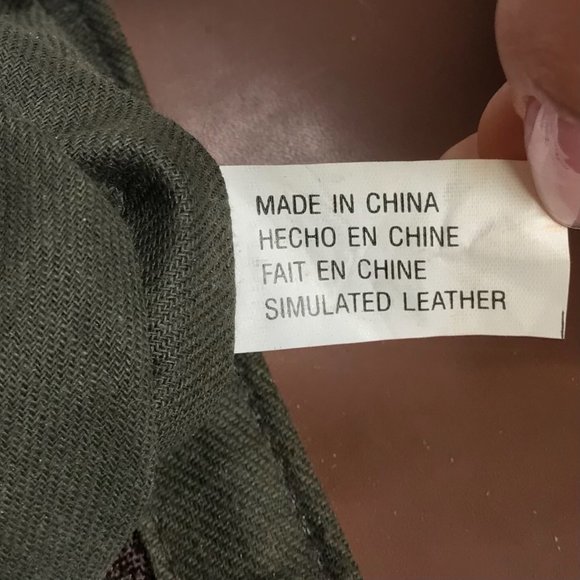 MADE IN CHINA
HECHO EN CHINE
FAIT EN CHINE
SIMULATED LEATHER